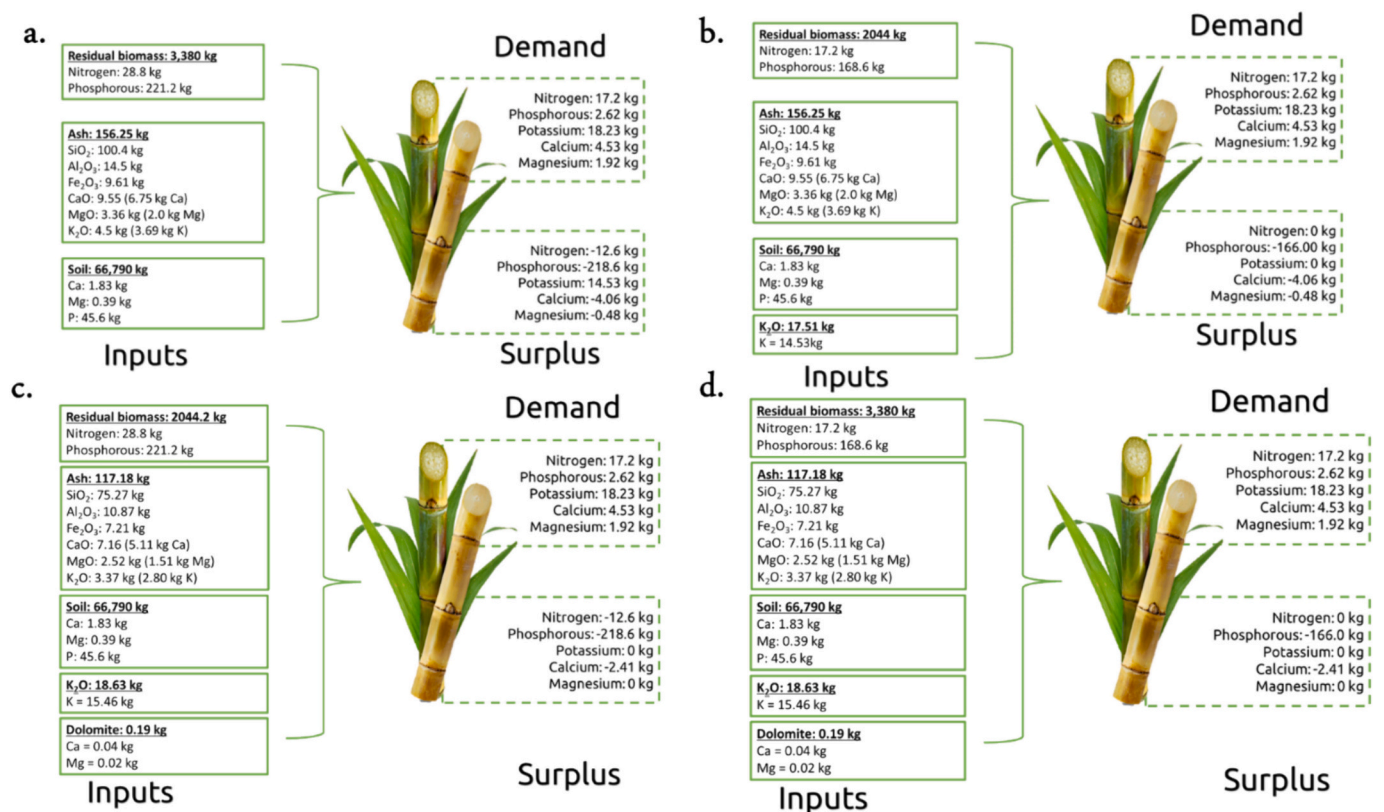 a.
Residual biomass: 3,380 kg
Nitrogen: 28.8 kg
Phosphorous: 221.2 kg
Ash: 156.25 kg
SiO₂: 100.4 kg
Al₂O₃: 14.5 kg
Fe₂O₃: 9.61 kg
CaO: 9.55 (6.75 kg Ca)
MgO: 3.36 kg (2.0 kg Mg)
K₂O: 4.5 kg (3.69 kg K)
Soil: 66,790 kg
Ca: 1.83 kg
Mg: 0.39 kg
P: 45.6 kg
Inputs
Demand
Nitrogen: 17.2 kg
Phosphorous: 2.62 kg
Potassium: 18.23 kg
Calcium: 4.53 kg
Magnesium: 1.92 kg
Nitrogen: -12.6 kg
Phosphorous: -218.6 kg
Potassium: 14.53 kg
Calcium: -4.06 kg
Magnesium: -0.48 kg
Surplus
b.
Residual biomass: 2044 kg
Nitrogen: 17.2 kg
Phosphorous: 168.6 kg
Ash: 156.25 kg
SiO₂: 100.4 kg
Al₂O₃: 14.5 kg
Fe₂O₃: 9.61 kg
CaO: 9.55 (6.75 kg Ca)
MgO: 3.36 kg (2.0 kg Mg)
K₂O: 4.5 kg (3.69 kg K)
Soil: 66,790 kg
Ca: 1.83 kg
Mg: 0.39 kg
P: 45.6 kg
K₂O: 17.51 kg
K = 14.53kg
Inputs
Demand
Nitrogen: 17.2 kg
Phosphorous: 2.62 kg
Potassium: 18.23 kg
Calcium: 4.53 kg
Magnesium: 1.92 kg
Nitrogen: 0 kg
Phosphorous: -166.00 kg
Potassium: 0 kg
Calcium: -4.06 kg
Magnesium: -0.48 kg
Surplus
c.
Residual biomass: 2044.2 kg
Nitrogen: 28.8 kg
Phosphorous: 221.2 kg
Ash: 117.18 kg
SiO₂: 75.27 kg
Al₂O₃: 10.87 kg
Fe₂O₃: 7.21 kg
CaO: 7.16 (5.11 kg Ca)
MgO: 2.52 kg (1.51 kg Mg)
K₂O: 3.37 kg (2.80 kg K)
Soil: 66,790 kg
Ca: 1.83 kg
Mg: 0.39 kg
P: 45.6 kg
K₂O: 18.63 kg
K = 15.46 kg
Dolomite: 0.19 kg
Ca = 0.04 kg
Mg = 0.02 kg
Inputs
Demand
Nitrogen: 17.2 kg
Phosphorous: 2.62 kg
Potassium: 18.23 kg
Calcium: 4.53 kg
Magnesium: 1.92 kg
Nitrogen: -12.6 kg
Phosphorous: -218.6 kg
Potassium: 0 kg
Calcium: -2.41 kg
Magnesium: 0 kg
Surplus
d.
Residual biomass: 3,380 kg
Nitrogen: 17.2 kg
Phosphorous: 168.6 kg
Ash: 117.18 kg
SiO₂: 75.27 kg
Al₂O₃: 10.87 kg
Fe₂O₃: 7.21 kg
CaO: 7.16 (5.11 kg Ca)
MgO: 2.52 kg (1.51 kg Mg)
K₂O: 3.37 kg (2.80 kg K)
Soil: 66,790 kg
Ca: 1.83 kg
Mg: 0.39 kg
P: 45.6 kg
K₂O: 18.63 kg
K = 15.46 kg
Dolomite: 0.19 kg
Ca = 0.04 kg
Mg = 0.02 kg
Inputs
Demand
Nitrogen: 17.2 kg
Phosphorous: 2.62 kg
Potassium: 18.23 kg
Calcium: 4.53 kg
Magnesium: 1.92 kg
Nitrogen: 0 kg
Phosphorous: -166.0 kg
Potassium: 0 kg
Calcium: -2.41 kg
Magnesium: 0 kg
Surplus